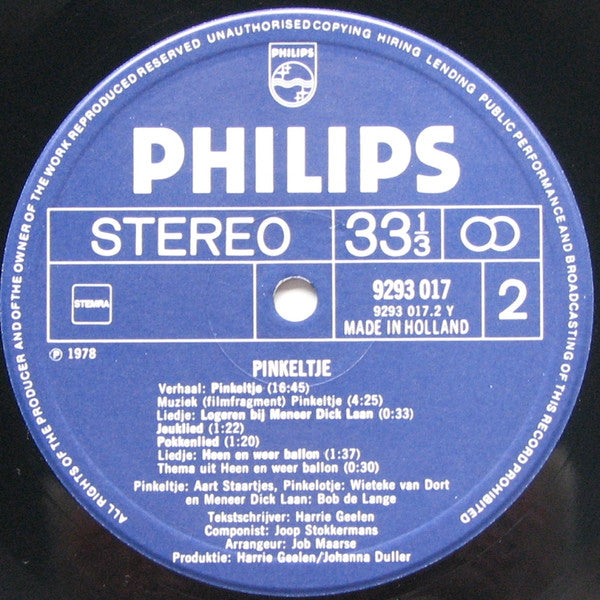 ALL RIGHTS OF THE PRODUCER AND OF THE OWNER OF THE WORK REPRODUCED RESERVED UNAUTHORISED COPYING HIRING LENDING PUBLIC PERFORMANCE AND BROADCASTING OF THIS RECORD PROHIBITED
PHILIPS
PHILIPS
STEREO
33 1/3
STEMRA
9293 017
9293 017.2 Y
MADE IN HOLLAND
2
℗ 1978
PINKELTJE
Verhaal: Pinkeltje (16:45)
Muziek (filmfragment) Pinkeltje (4:25)
Liedje: Logeren bij Meneer Dick Laan (0:33)
Jouklied (1:22)
Pokkenlied (1:20)
Liedje: Heen en weer ballon (1:37)
Thema uit Heen en weer ballon (0:30)
Pinkeltje: Aart Staartjes, Pinkelotje: Wieteke van Dort
en Meneer Dick Laan: Bob de Lange
Tekstschrijver: Harrie Geelen
Componist: Joop Stokkermans
Arrangeur: Job Maarse
Produktie: Harrie Geelen/Johanna Duller